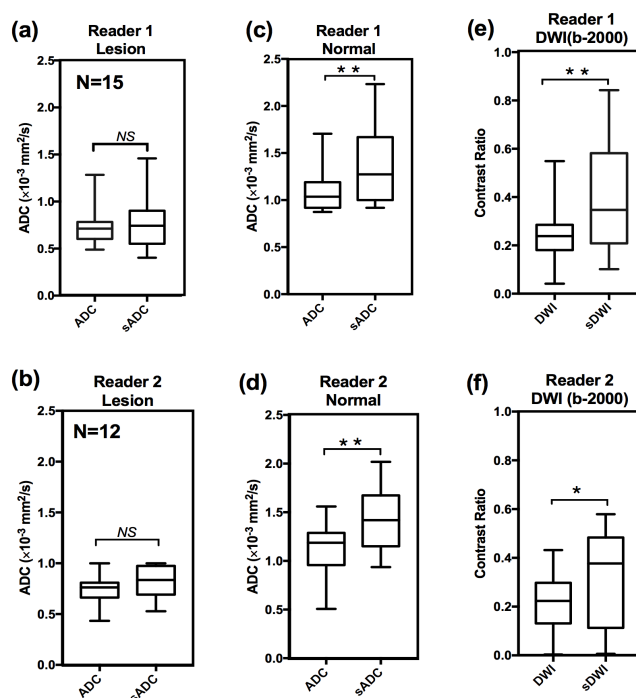 (a)
Reader 1
Lesion
2.5
2.0
1.5
1.0
0.5
0.0
ADC (×10⁻³ mm²/s)
N=15
NS
ADC
sADC
(c)
Reader 1
Normal
2.5
2.0
1.5
1.0
0.5
0.0
ADC (×10⁻³ mm²/s)
**
ADC
sADC
(e)
Reader 1
DWI(b-2000)
1.0
0.8
0.6
0.4
0.2
0.0
Contrast Ratio
**
DWI
sDWI
(b)
Reader 2
Lesion
2.5
2.0
1.5
1.0
0.5
0.0
ADC (×10⁻³ mm²/s)
N=12
NS
ADC
sADC
(d)
Reader 2
Normal
2.5
2.0
1.5
1.0
0.5
0.0
ADC (×10⁻³ mm²/s)
**
ADC
sADC
(f)
Reader 2
DWI (b-2000)
1.0
0.8
0.6
0.4
0.2
0.0
Contrast Ratio
*
DWI
sDWI